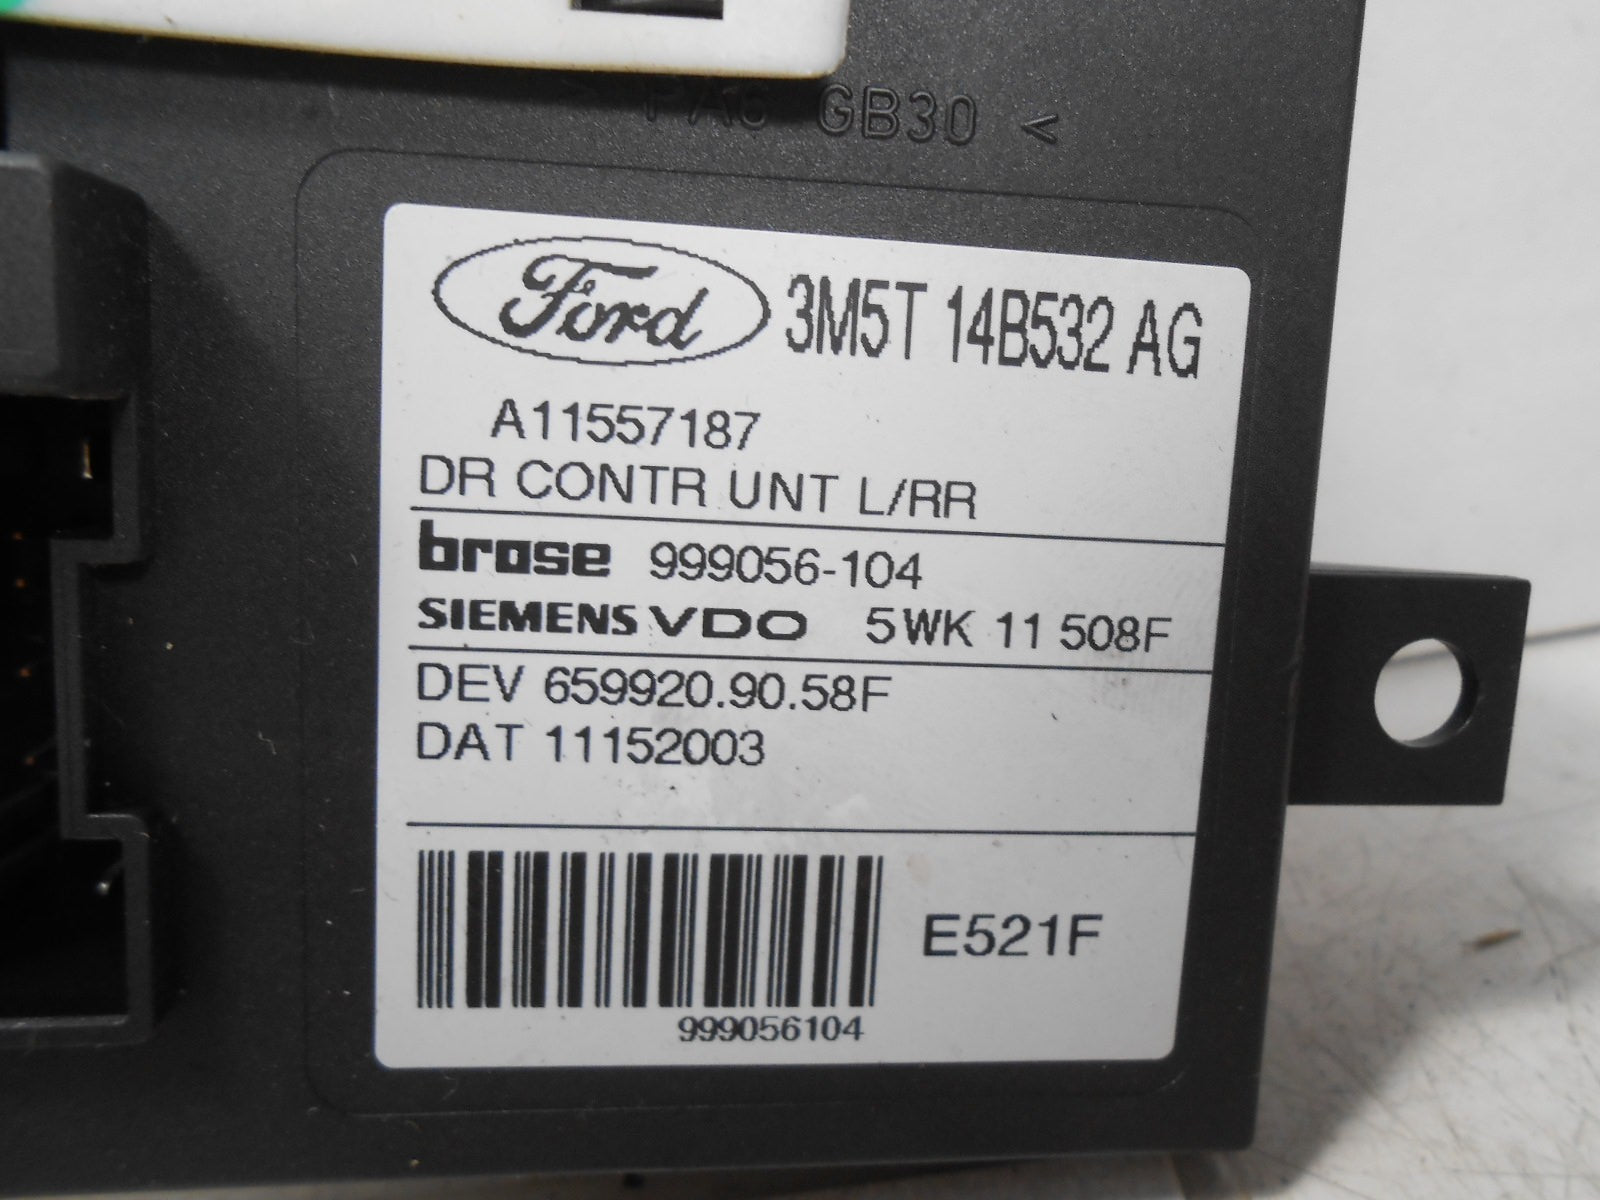 > PA6 GB30 <
Ford 3M5T 14B532 AG
A11557187
DR CONTR UNT L/RR
brose 999056-104
SIEMENS VDO 5WK 11 508F
DEV 659920.90.58F
DAT 11152003
E521F
999056104